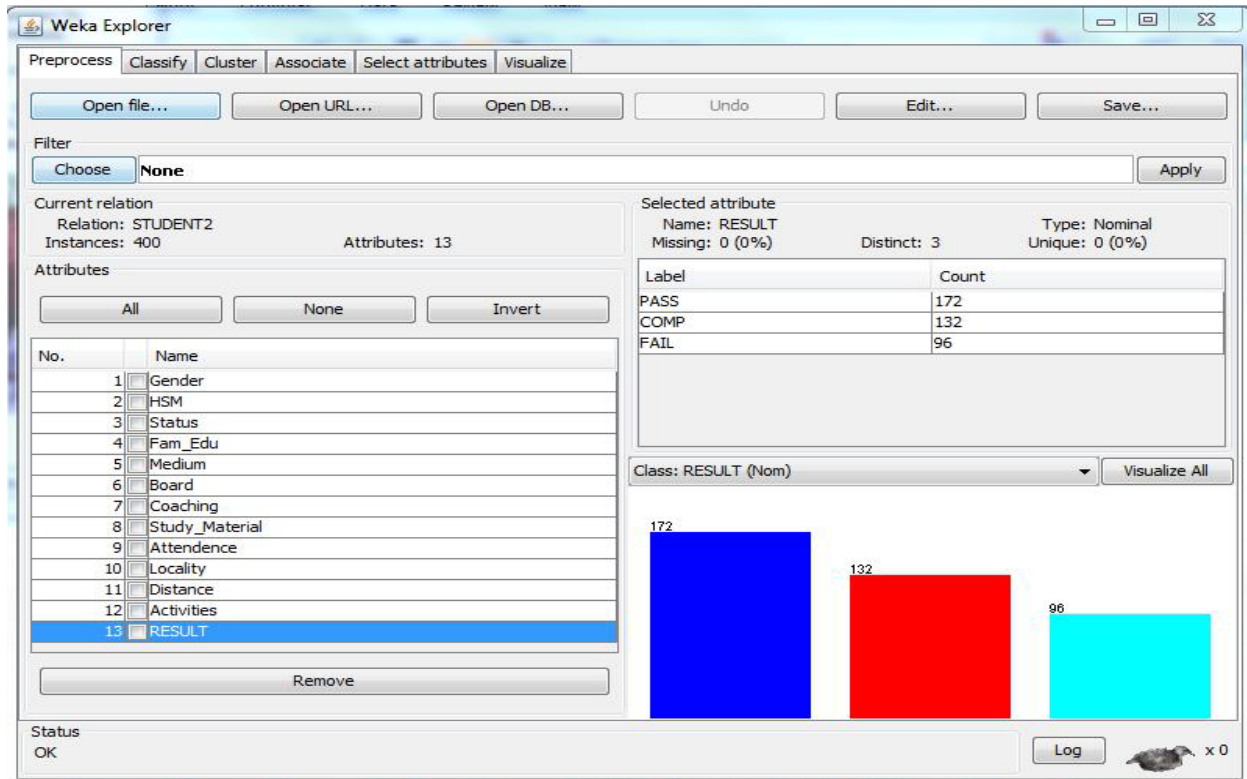 Weka Explorer
Preprocess Classify Cluster Associate Select attributes Visualize
Open file... Open URL... Open DB... Undo Edit... Save...
Filter
Choose None Apply
Current relation
Relation: STUDENT2
Instances: 400 Attributes: 13
Attributes
All None Invert
No. Name
1 Gender
2 HSM
3 Status
4 Fam_Edu
5 Medium
6 Board
7 Coaching
8 Study_Material
9 Attendence
10 Locality
11 Distance
12 Activities
13 RESULT
Remove
Selected attribute
Name: RESULT Type: Nominal
Missing: 0 (0%) Distinct: 3 Unique: 0 (0%)
Label Count
PASS 172
COMP 132
FAIL 96
Class: RESULT (Nom) Visualize All
172
132
96
Status
OK
Log x 0